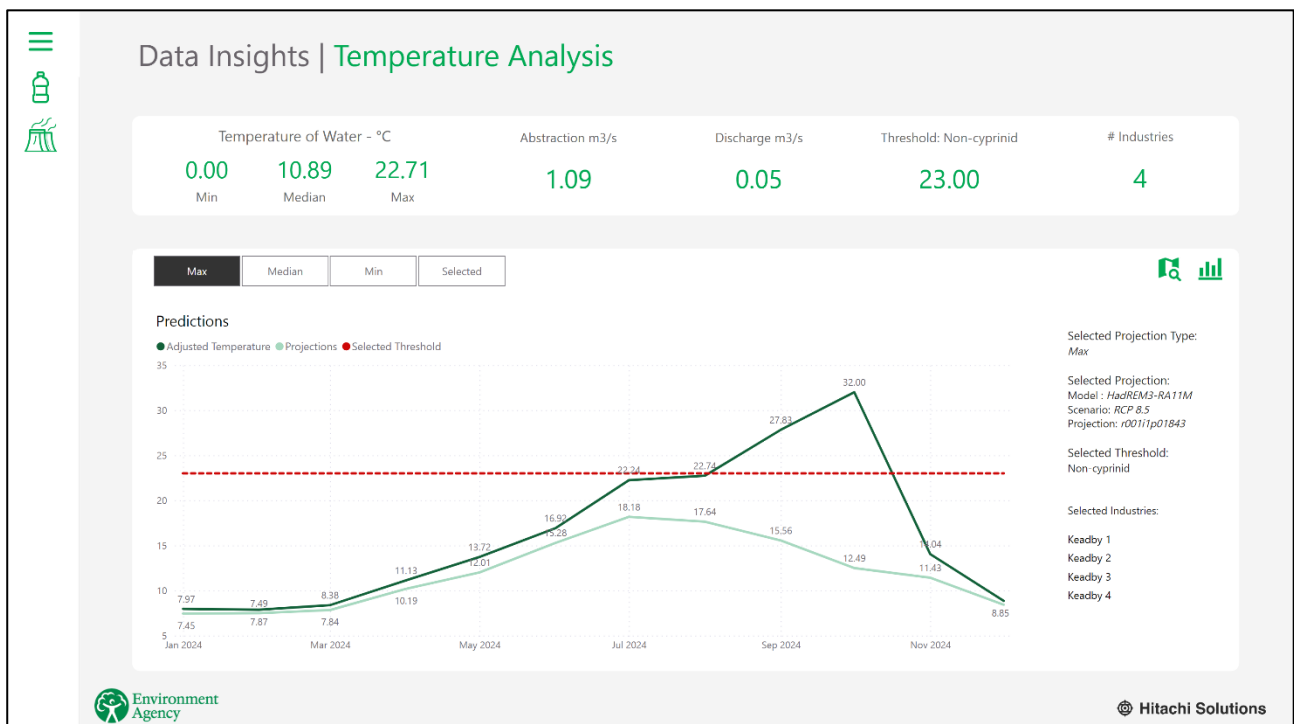 Data Insights | Temperature Analysis
Temperature of Water - °C
0.00 10.89 22.71
Min Median Max
Abstraction m3/s
1.09
Discharge m3/s
0.05
Threshold: Non-cyprinid
23.00
# Industries
4
Max Median Min Selected
Predictions
Adjusted Temperature Projections Selected Threshold
35
30
25
20
15
10
5
7.97 7.49 8.38 11.13 13.72 16.92 22.24 22.74 27.83 32.00 14.04
7.45 7.87 7.84 10.19 12.01 15.28 18.18 17.64 15.56 12.49 11.43 8.85
Jan 2024 Mar 2024 May 2024 Jul 2024 Sep 2024 Nov 2024
Selected Projection Type:
Max
Selected Projection:
Model : HadREM3-RA11M
Scenario: RCP 8.5
Projection: r001i1p01843
Selected Threshold:
Non-cyprinid
Selected Industries:
Keadby 1
Keadby 2
Keadby 3
Keadby 4
Environment
Agency
Hitachi Solutions